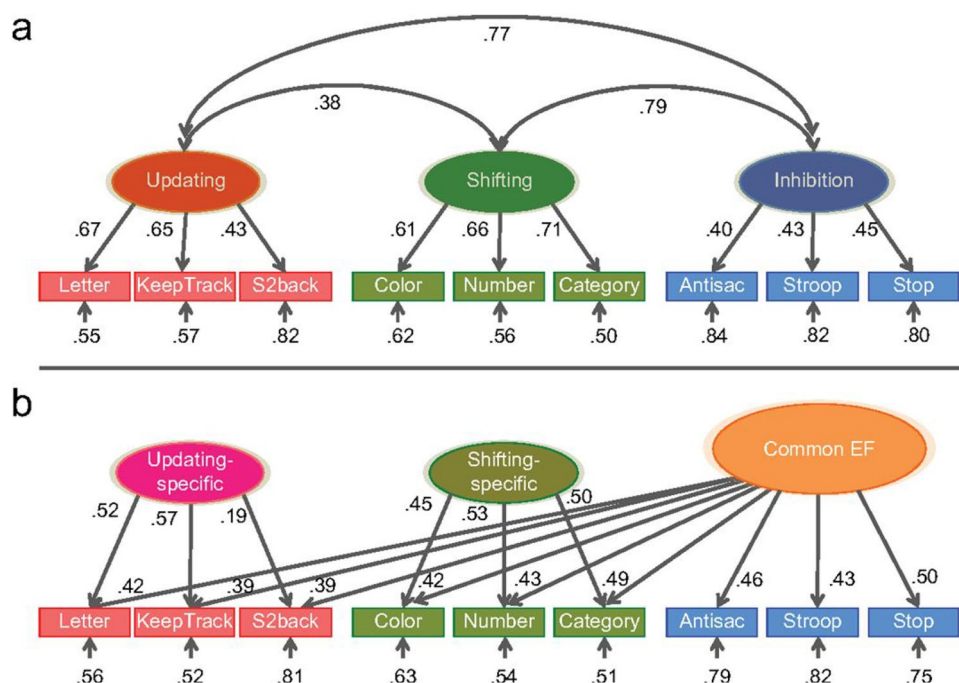 a
.77
.38
.79
Updating
Shifting
Inhibition
.67 .65 .43 .61 .66 .71 .40 .43 .45
Letter KeepTrack S2back Color Number Category Antisac Stroop Stop
.55 .57 .82 .62 .56 .50 .84 .82 .80
b
Updating-
specific
Shifting-
specific
Common EF
.52 .57 .19 .45 .53 .50
.42 .39 .39 .42 .43 .49 .46 .43 .50
Letter KeepTrack S2back Color Number Category Antisac Stroop Stop
.56 .52 .81 .63 .54 .51 .79 .82 .75